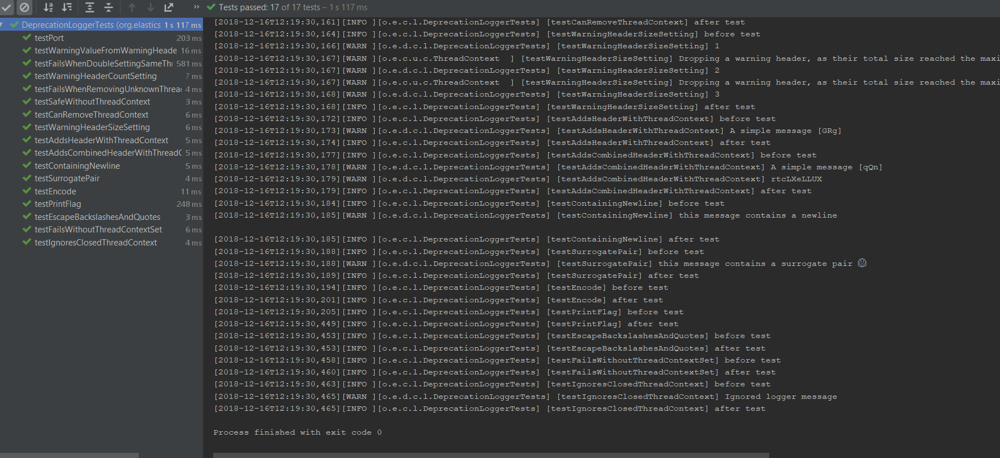 Tests passed: 17 of 17 tests – 1 s 117 ms
DeprecationLoggerTests (org.elastics 1 s 117 ms
testPort 203 ms
testWarningValueFromWarningHeade 16 ms
testFailsWhenDoubleSettingSameThr 581 ms
testWarningHeaderCountSetting 7 ms
testFailsWhenRemovingUnknownThrea 4 ms
testSafeWithoutThreadContext 3 ms
testCanRemoveThreadContext 6 ms
testWarningHeaderSizeSetting 6 ms
testAddsHeaderWithThreadContext 5 ms
testAddsCombinedHeaderWithThreadC 5 ms
testContainingNewline 5 ms
testSurrogatePair 4 ms
testEncode 11 ms
testPrintFlag 248 ms
testEscapeBackslashesAndQuotes 3 ms
testFailsWithoutThreadContextSet 6 ms
testIgnoresClosedThreadContext 4 ms
[2018-12-16T12:19:30,161][INFO ][o.e.c.l.DeprecationLoggerTests] [testCanRemoveThreadContext] after test
[2018-12-16T12:19:30,164][INFO ][o.e.c.l.DeprecationLoggerTests] [testWarningHeaderSizeSetting] before test
[2018-12-16T12:19:30,166][WARN ][o.e.d.c.l.DeprecationLoggerTests] [testWarningHeaderSizeSetting] 1
[2018-12-16T12:19:30,167][WARN ][o.e.c.u.c.ThreadContext  ] [testWarningHeaderSizeSetting] Dropping a warning header, as their total size reached the maxi
[2018-12-16T12:19:30,167][WARN ][o.e.d.c.l.DeprecationLoggerTests] [testWarningHeaderSizeSetting] 2
[2018-12-16T12:19:30,167][WARN ][o.e.c.u.c.ThreadContext  ] [testWarningHeaderSizeSetting] Dropping a warning header, as their total size reached the maxi
[2018-12-16T12:19:30,168][WARN ][o.e.d.c.l.DeprecationLoggerTests] [testWarningHeaderSizeSetting] 3
[2018-12-16T12:19:30,168][INFO ][o.e.c.l.DeprecationLoggerTests] [testWarningHeaderSizeSetting] after test
[2018-12-16T12:19:30,172][INFO ][o.e.c.l.DeprecationLoggerTests] [testAddsHeaderWithThreadContext] before test
[2018-12-16T12:19:30,173][WARN ][o.e.d.c.l.DeprecationLoggerTests] [testAddsHeaderWithThreadContext] A simple message [GRg]
[2018-12-16T12:19:30,174][INFO ][o.e.c.l.DeprecationLoggerTests] [testAddsHeaderWithThreadContext] after test
[2018-12-16T12:19:30,177][INFO ][o.e.c.l.DeprecationLoggerTests] [testAddsCombinedHeaderWithThreadContext] before test
[2018-12-16T12:19:30,178][WARN ][o.e.d.c.l.DeprecationLoggerTests] [testAddsCombinedHeaderWithThreadContext] A simple message [qQn]
[2018-12-16T12:19:30,179][WARN ][o.e.d.c.l.DeprecationLoggerTests] [testAddsCombinedHeaderWithThreadContext] rtcLXeLLUX
[2018-12-16T12:19:30,179][INFO ][o.e.c.l.DeprecationLoggerTests] [testAddsCombinedHeaderWithThreadContext] after test
[2018-12-16T12:19:30,184][INFO ][o.e.c.l.DeprecationLoggerTests] [testContainingNewline] before test
[2018-12-16T12:19:30,185][WARN ][o.e.d.c.l.DeprecationLoggerTests] [testContainingNewline] this message contains a newline
[2018-12-16T12:19:30,185][INFO ][o.e.c.l.DeprecationLoggerTests] [testContainingNewline] after test
[2018-12-16T12:19:30,188][INFO ][o.e.c.l.DeprecationLoggerTests] [testSurrogatePair] before test
[2018-12-16T12:19:30,188][WARN ][o.e.d.c.l.DeprecationLoggerTests] [testSurrogatePair] this message contains a surrogate pair 😱
[2018-12-16T12:19:30,189][INFO ][o.e.c.l.DeprecationLoggerTests] [testSurrogatePair] after test
[2018-12-16T12:19:30,194][INFO ][o.e.c.l.DeprecationLoggerTests] [testEncode] before test
[2018-12-16T12:19:30,201][INFO ][o.e.c.l.DeprecationLoggerTests] [testEncode] after test
[2018-12-16T12:19:30,205][INFO ][o.e.c.l.DeprecationLoggerTests] [testPrintFlag] before test
[2018-12-16T12:19:30,449][INFO ][o.e.c.l.DeprecationLoggerTests] [testPrintFlag] after test
[2018-12-16T12:19:30,453][INFO ][o.e.c.l.DeprecationLoggerTests] [testEscapeBackslashesAndQuotes] before test
[2018-12-16T12:19:30,453][INFO ][o.e.c.l.DeprecationLoggerTests] [testEscapeBackslashesAndQuotes] after test
[2018-12-16T12:19:30,458][INFO ][o.e.c.l.DeprecationLoggerTests] [testFailsWithoutThreadContextSet] before test
[2018-12-16T12:19:30,460][INFO ][o.e.c.l.DeprecationLoggerTests] [testFailsWithoutThreadContextSet] after test
[2018-12-16T12:19:30,463][INFO ][o.e.c.l.DeprecationLoggerTests] [testIgnoresClosedThreadContext] before test
[2018-12-16T12:19:30,465][WARN ][o.e.d.c.l.DeprecationLoggerTests] [testIgnoresClosedThreadContext] Ignored logger message
[2018-12-16T12:19:30,465][INFO ][o.e.c.l.DeprecationLoggerTests] [testIgnoresClosedThreadContext] after test
Process finished with exit code 0